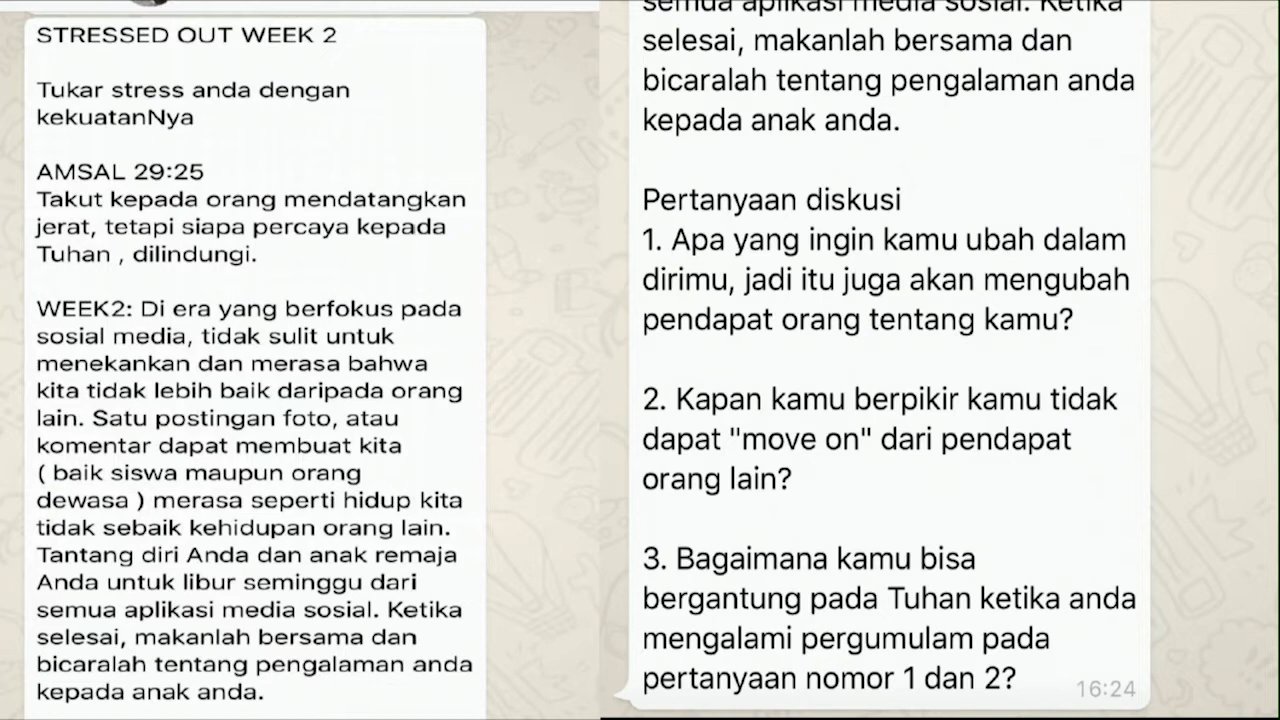 STRESSED OUT WEEK 2
Tukar stress anda dengan
kekuatanNya
AMSAL 29:25
Takut kepada orang mendatangkan
jerat, tetapi siapa percaya kepada
Tuhan , dilindungi.
WEEK2: Di era yang berfokus pada
sosial media, tidak sulit untuk
menekankan dan merasa bahwa
kita tidak lebih baik daripada orang
lain. Satu postingan foto, atau
komentar dapat membuat kita
( baik siswa maupun orang
dewasa ) merasa seperti hidup kita
tidak sebaik kehidupan orang lain.
Tantang diri Anda dan anak remaja
Anda untuk libur seminggu dari
semua aplikasi media sosial. Ketika
selesai, makanlah bersama dan
bicaralah tentang pengalaman anda
kepada anak anda.
semua aplikasi media sosial. Ketika
selesai, makanlah bersama dan
bicaralah tentang pengalaman anda
kepada anak anda.
Pertanyaan diskusi
1. Apa yang ingin kamu ubah dalam
dirimu, jadi itu juga akan mengubah
pendapat orang tentang kamu?
2. Kapan kamu berpikir kamu tidak
dapat "move on" dari pendapat
orang lain?
3. Bagaimana kamu bisa
bergantung pada Tuhan ketika anda
mengalami pergumulam pada
pertanyaan nomor 1 dan 2?
16:24